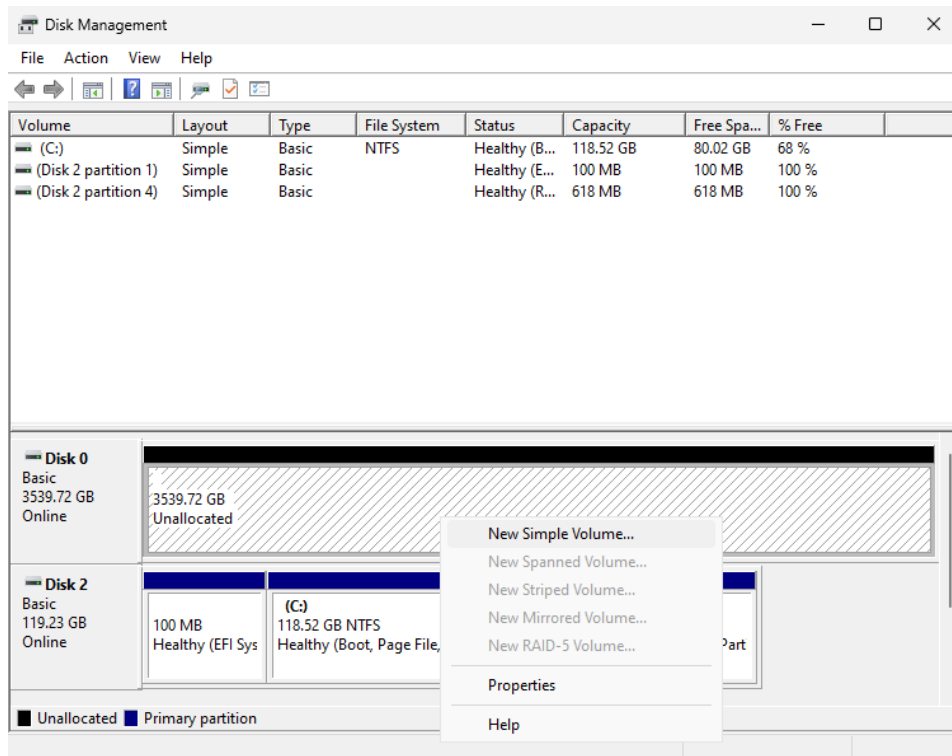 Disk Management
File Action View Help
Volume Layout Type File System Status Capacity Free Spa... % Free
(C:) Simple Basic NTFS Healthy (B... 118.52 GB 80.02 GB 68 %
(Disk 2 partition 1) Simple Basic Healthy (E... 100 MB 100 MB 100 %
(Disk 2 partition 4) Simple Basic Healthy (R... 618 MB 618 MB 100 %
Disk 0
Basic
3539.72 GB
Online
3539.72 GB
Unallocated
New Simple Volume...
New Spanned Volume...
New Striped Volume...
New Mirrored Volume...
New RAID-5 Volume...
Properties
Help
Disk 2
Basic
119.23 GB
Online
100 MB
Healthy (EFI Sys
(C:)
118.52 GB NTFS
Healthy (Boot, Page File,
Part
Unallocated Primary partition